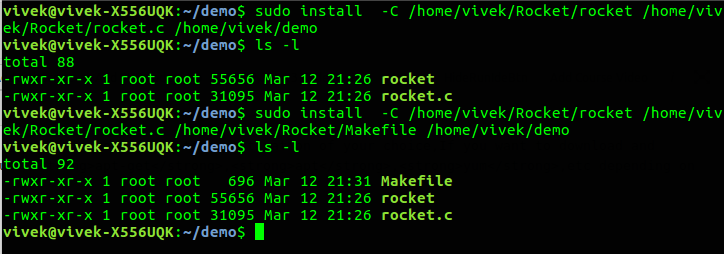 vivek@vivek-X556UQK:~/demo$ sudo install  -C /home/vivek/Rocket/rocket /home/viv
ek/Rocket/rocket.c /home/vivek/demo
vivek@vivek-X556UQK:~/demo$ ls -l
total 88
-rwxr-xr-x 1 root root 55656 Mar 12 21:26 rocket
-rwxr-xr-x 1 root root 31095 Mar 12 21:26 rocket.c
vivek@vivek-X556UQK:~/demo$ sudo install  -C /home/vivek/Rocket/rocket /home/viv
ek/Rocket/rocket.c /home/vivek/Rocket/Makefile /home/vivek/demo
vivek@vivek-X556UQK:~/demo$ ls -l
total 92
-rwxr-xr-x 1 root root   696 Mar 12 21:31 Makefile
-rwxr-xr-x 1 root root 55656 Mar 12 21:26 rocket
-rwxr-xr-x 1 root root 31095 Mar 12 21:26 rocket.c
vivek@vivek-X556UQK:~/demo$